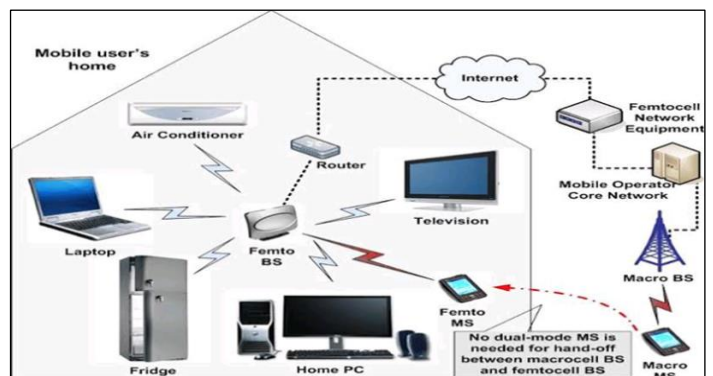 Mobile user's
home
Internet
Air Conditioner
Router
Femtocell
Network
Equipment
Mobile Operator
Core Network
Laptop
Femto
BS
Television
Macro BS
Femto
MS
No dual-mode MS is
needed for hand-off
between macrocell BS
and femtocell BS
Fridge
Home PC
Macro
MS